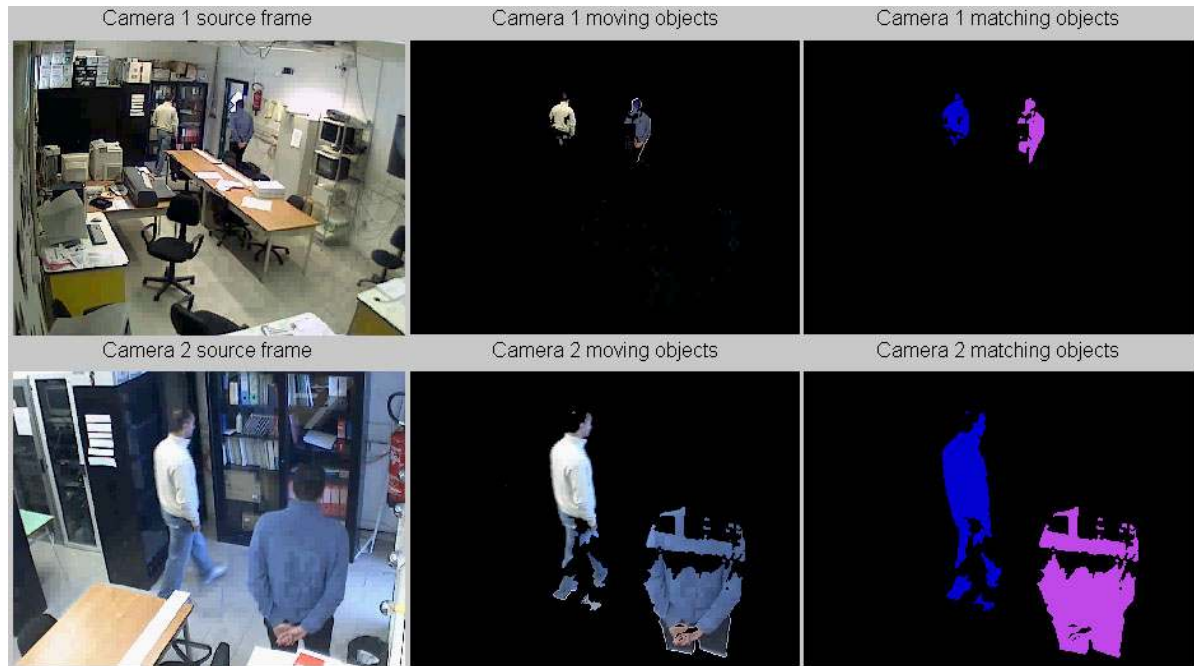 Camera 1 source frame
Camera 1 moving objects
Camera 1 matching objects
Camera 2 source frame
Camera 2 moving objects
Camera 2 matching objects